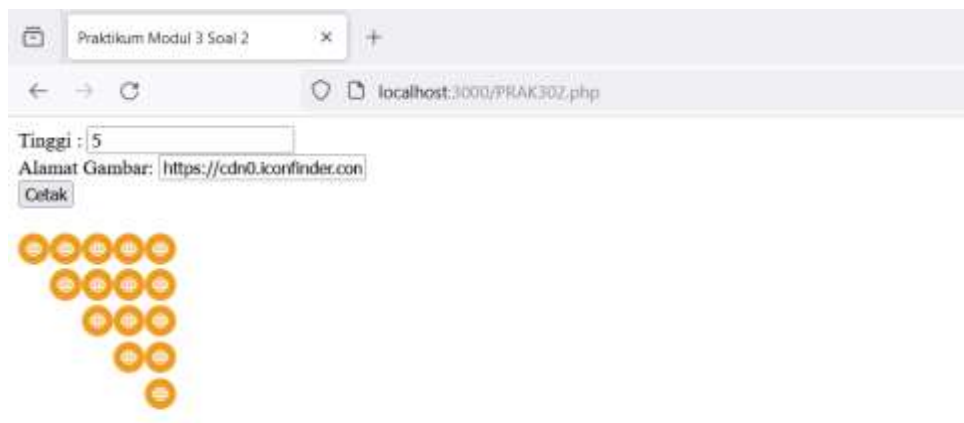 Praktikum Modul 3 Soal 2
localhost:3000/PRAK302.php
Tinggi : 5
Alamat Gambar: https://cdn0.iconfinder.con
Cetak